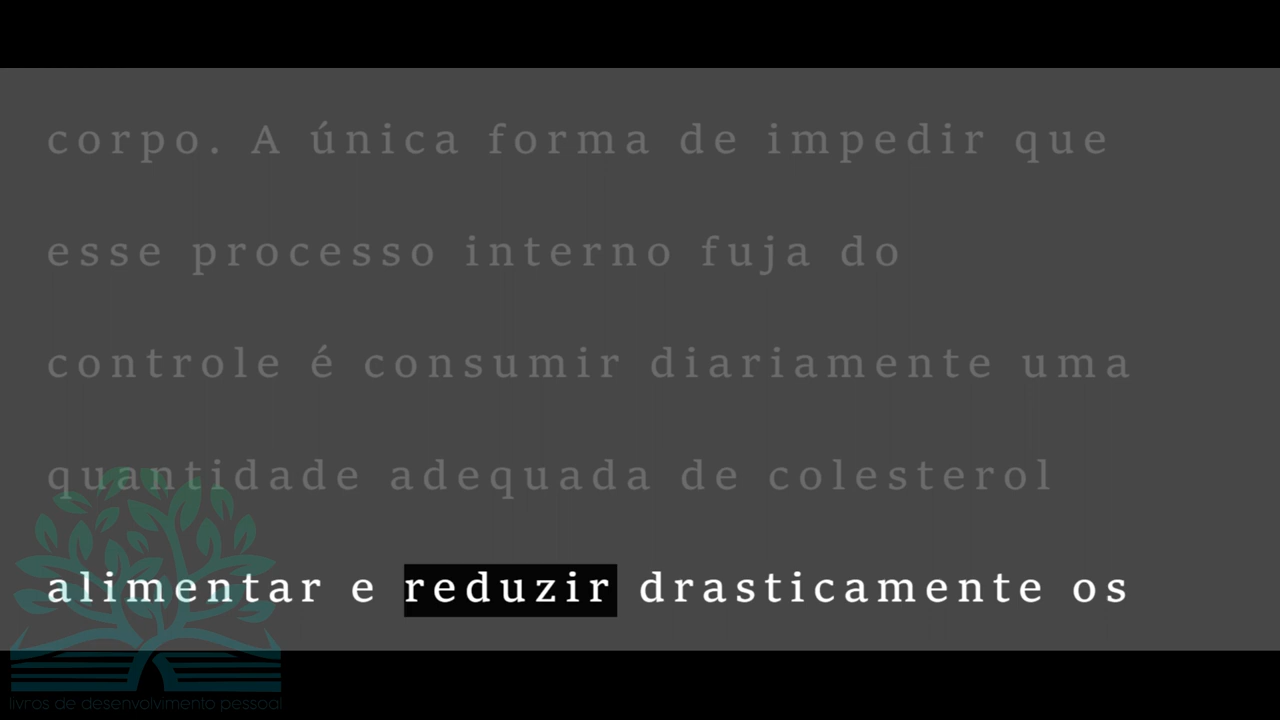 corpo. A única forma de impedir que
esse processo interno fuja do
controle é consumir diariamente uma
quantidade adequada de colesterol
alimentar e reduzir drasticamente os
livros de desenvolvimento pessoal